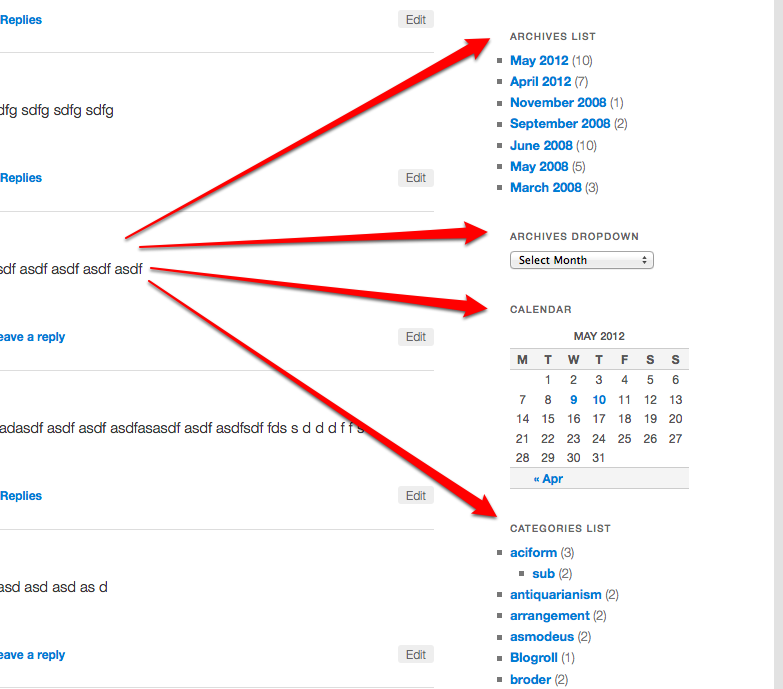 Replies
Edit
dfg sdfg sdfg sdfg
Replies
Edit
sdf asdf asdf asdf asdf
eave a reply
Edit
adasdf asdf asdf asdfasasdf asdf asdfsdf fds s d d d f f s
Replies
Edit
asd asd asd as d
eave a reply
Edit
ARCHIVES LIST
May 2012 (10)
April 2012 (7)
November 2008 (1)
September 2008 (2)
June 2008 (10)
May 2008 (5)
March 2008 (3)
ARCHIVES DROPDOWN
Select Month
CALENDAR
MAY 2012
M T W T F S S
1 2 3 4 5 6
7 8 9 10 11 12 13
14 15 16 17 18 19 20
21 22 23 24 25 26 27
28 29 30 31
« Apr
CATEGORIES LIST
aciform (3)
sub (2)
antiquarianism (2)
arrangement (2)
asmodeus (2)
Blogroll (1)
broder (2)